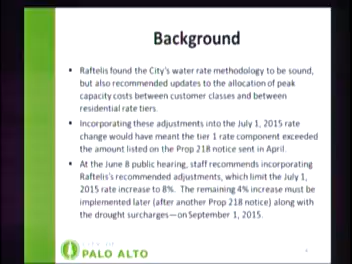 Background
• Raftelis found the City's water rate methodology to be sound,
but also recommended updates to the allocation of peak
capacity costs between customer classes and between
residential rate tiers.
• Incorporating these adjustments into the July 1, 2015 rate
change would have meant the tier 1 rate component exceeded
the amount listed on the Prop 218 notice sent in April.
• At the June 8 public hearing, staff recommends incorporating
Raftelis's recommended adjustments, which limit the July 1,
2015 rate increase to 8%. The remaining 4% increase must be
implemented later (after another Prop 218 notice) along with
the drought surcharges—on September 1, 2015.
PALO ALTO